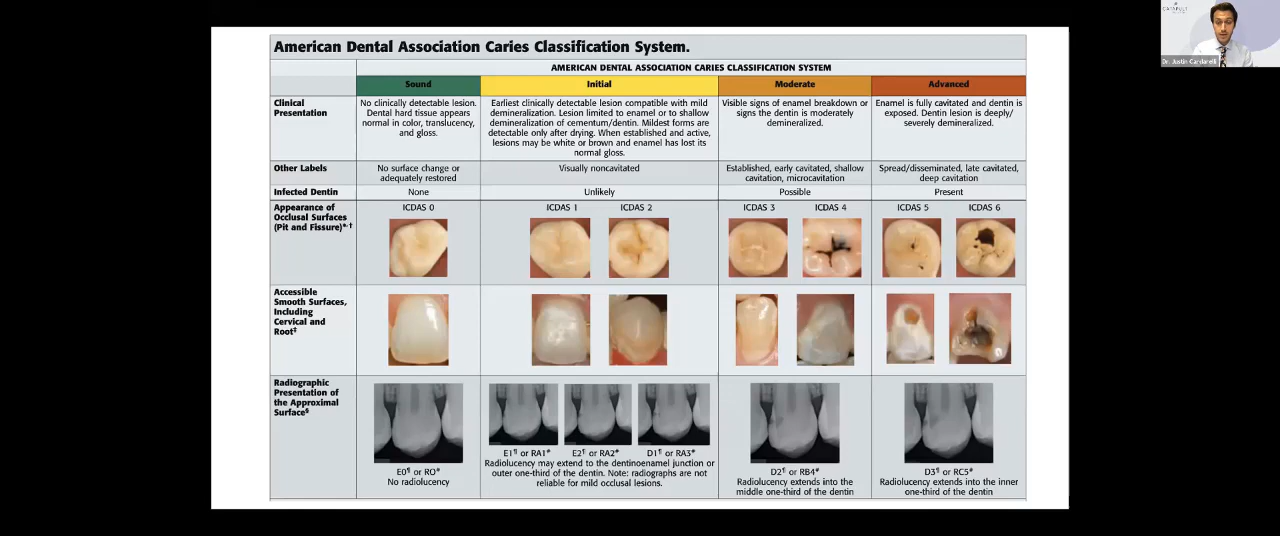 American Dental Association Caries Classification System.
AMERICAN DENTAL ASSOCIATION CARIES CLASSIFICATION SYSTEM
Sound
Initial
Moderate
Advanced
Clinical
Presentation
No clinically detectable lesion.
Dental hard tissue appears
normal in color, translucency,
and gloss.
Earliest clinically detectable lesion compatible with mild
demineralization. Lesion limited to enamel or to shallow
demineralization of cementum/dentin. Mildest forms are
detectable only after drying. When established and active,
lesions may be white or brown and enamel has lost its
normal gloss.
Visible signs of enamel breakdown or
signs the dentin is moderately
demineralized.
Enamel is fully cavitated and dentin is
exposed. Dentin lesion is deeply/
severely demineralized.
Other Labels
No surface change or
adequately restored
Visually noncavitated
Established, early cavitated, shallow
cavitation, microcavitation
Spread/disseminated, late cavitated,
deep cavitation
Infected Dentin
None
Unlikely
Possible
Present
Appearance of
Occlusal Surfaces
(Pit and Fissure)*,†
ICDAS 0
ICDAS 1
ICDAS 2
ICDAS 3
ICDAS 4
ICDAS 5
ICDAS 6
Accessible
Smooth Surfaces,
Including
Cervical and
Root‡
Radiographic
Presentation of
the Approximal
Surface§
E0¶ or RO#
No radiolucency
E1¶ or RA1#
E2¶ or RA2#
D1¶ or RA3#
Radiolucency may extend to the dentinoenamel junction or
outer one-third of the dentin. Note: radiographs are not
reliable for mild occlusal lesions.
D2¶ or RB4#
Radiolucency extends into the
middle one-third of the dentin
D3¶ or RC5#
Radiolucency extends into the inner
one-third of the dentin
CATAPULT
Dr. Justin Cardarelli